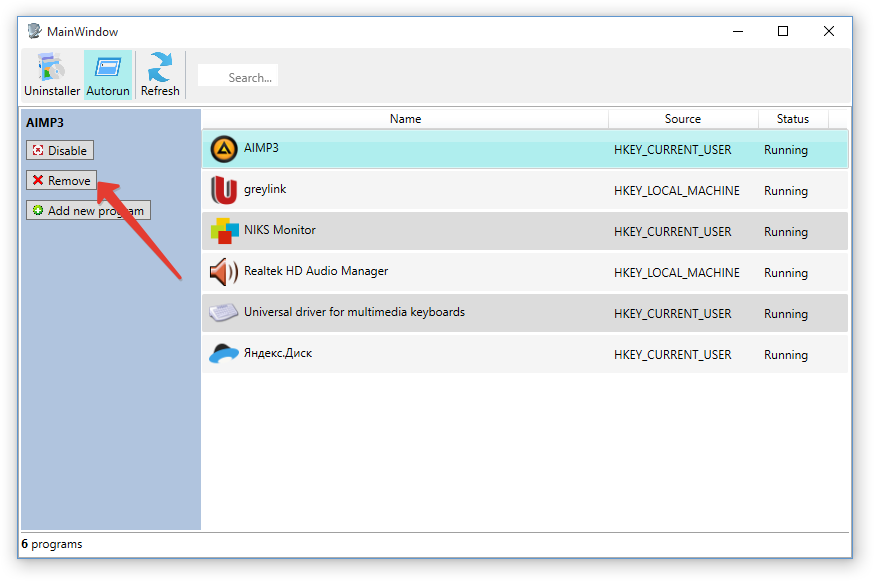 MainWindow
Uninstaller Autorun Refresh Search...
AIMP3
Disable
Remove
Add new program
Name Source Status
AIMP3 HKEY_CURRENT_USER Running
greylink HKEY_LOCAL_MACHINE Running
NIKS Monitor HKEY_CURRENT_USER Running
Realtek HD Audio Manager HKEY_LOCAL_MACHINE Running
Universal driver for multimedia keyboards HKEY_CURRENT_USER Running
Яндекс.Диск HKEY_CURRENT_USER Running
6 programs